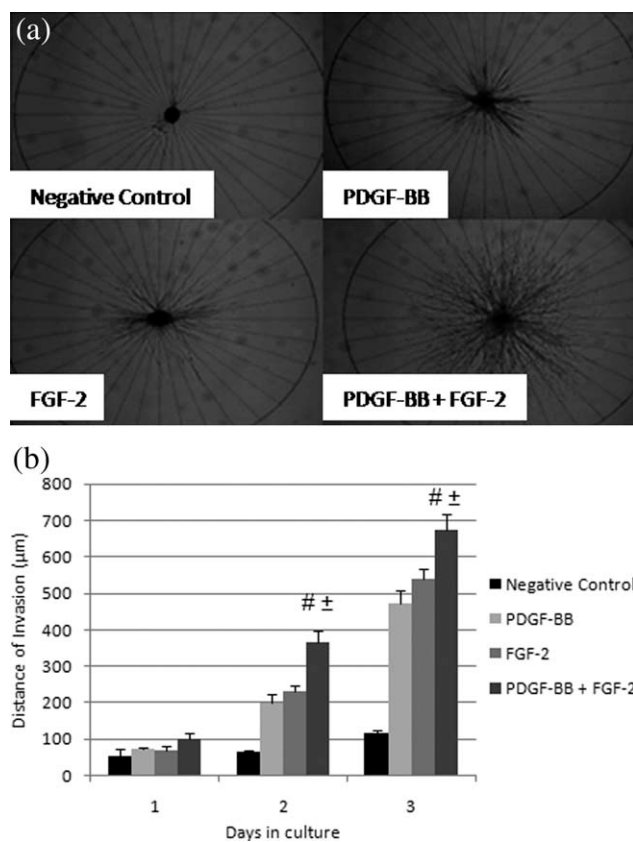 (a)
Negative Control
PDGF-BB
FGF-2
PDGF-BB + FGF-2
(b)
800
700
600
500
400
300
200
100
0
Distance of Invasion (µm)
# ±
# ±
1
2
3
Days in culture
Negative Control
PDGF-BB
FGF-2
PDGF-BB + FGF-2